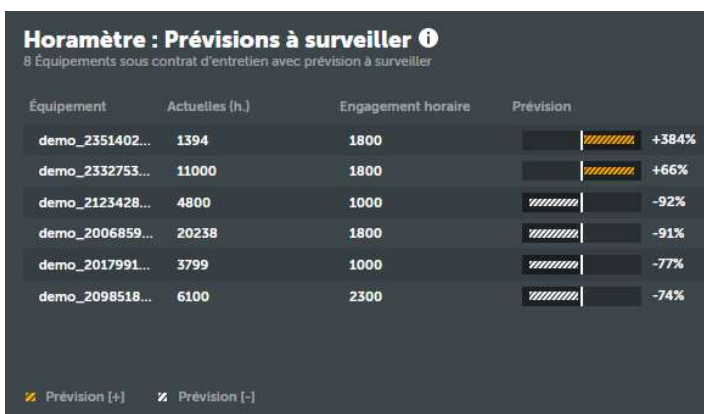 Horamètre : Prévisions à surveiller
8 Équipements sous contrat d'entretien avec prévision à surveiller
Équipement Actuelles (h.) Engagement horaire Prévision
demo_2351402... 1394 1800 +384%
demo_2332753... 11000 1800 +66%
demo_2123428... 4800 1000 -92%
demo_2006859... 20238 1800 -91%
demo_2017991... 3799 1000 -77%
demo_2098518... 6100 2300 -74%
Prévision [+] Prévision [-]